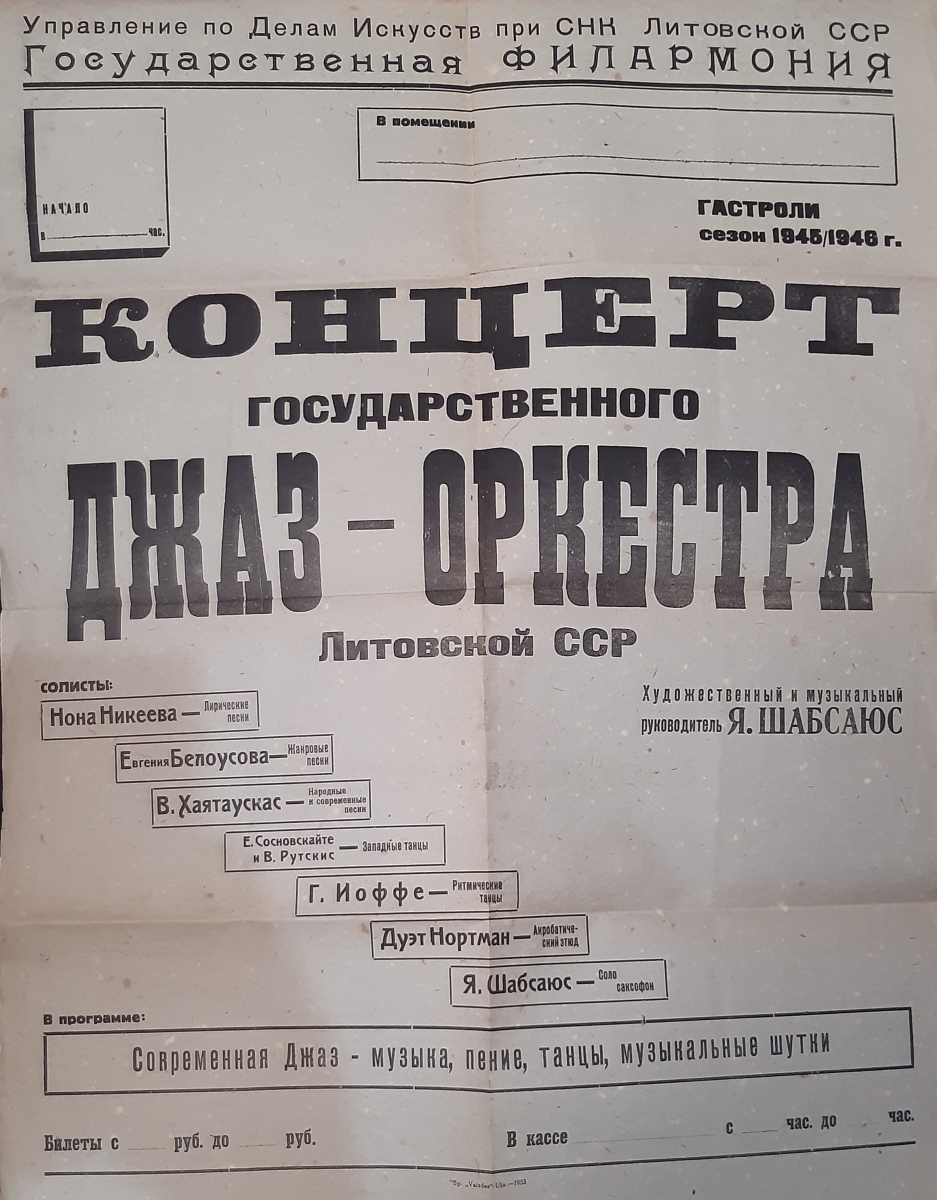 Управление по Делам Искусств при СНК Литовской ССР
Государственная ФИЛАРМОНИЯ
В помещении
НАЧАЛО
в час.
ГАСТРОЛИ
сезон 1945/1946 г.
КОНЦЕРТ
ГОСУДАРСТВЕННОГО
ДЖАЗ – ОРКЕСТРА
Литовской ССР
СОЛИСТЫ:
Художественный и музыкальный
руководитель Я. ШАБСАЮС
Нона Никеева — Лирические
песни
Евгения Белоусова — Жанровые
песни
В. Хаятаускас — Народные
и современные
песни
Е. Сосновскайте
и В. Рутскис — Западные танцы
Г. Иоффе — Ритмические
танцы
Дуэт Нортман — Акробатиче-
ский этюд
Я. Шабсаюс — Соло
саксофон
В программе:
Современная Джаз - музыка, пение, танцы, музыкальные шутки
Билеты с руб. до руб.
В кассе с час. до час.